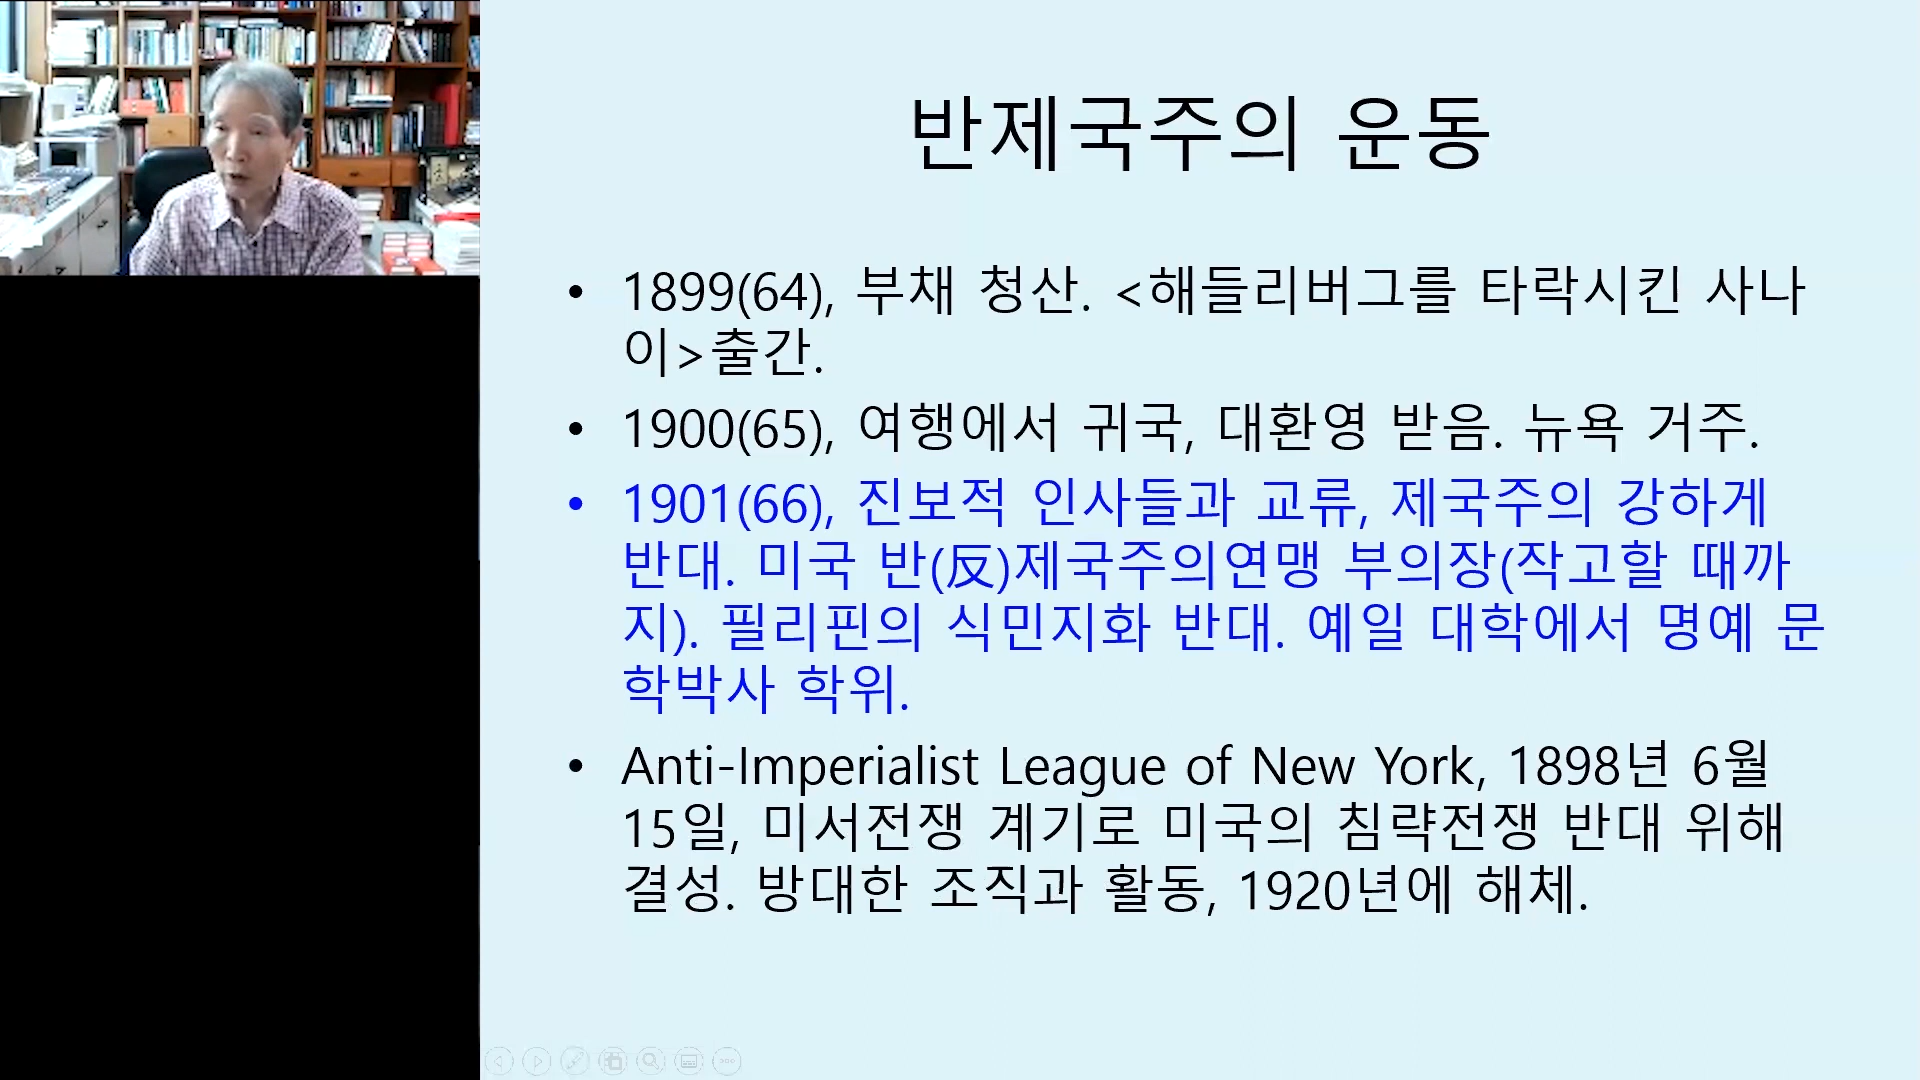 반제국주의 운동
• 1899(64), 부채 청산. <해들리버그를 타락시킨 사나
이>출간.
• 1900(65), 여행에서 귀국, 대환영 받음. 뉴욕 거주.
• 1901(66), 진보적 인사들과 교류, 제국주의 강하게
반대. 미국 반(反)제국주의연맹 부의장(작고할 때까
지). 필리핀의 식민지화 반대. 예일 대학에서 명예 문
학박사 학위.
• Anti-Imperialist League of New York, 1898년 6월
15일, 미서전쟁 계기로 미국의 침략전쟁 반대 위해
결성. 방대한 조직과 활동, 1920년에 해체.